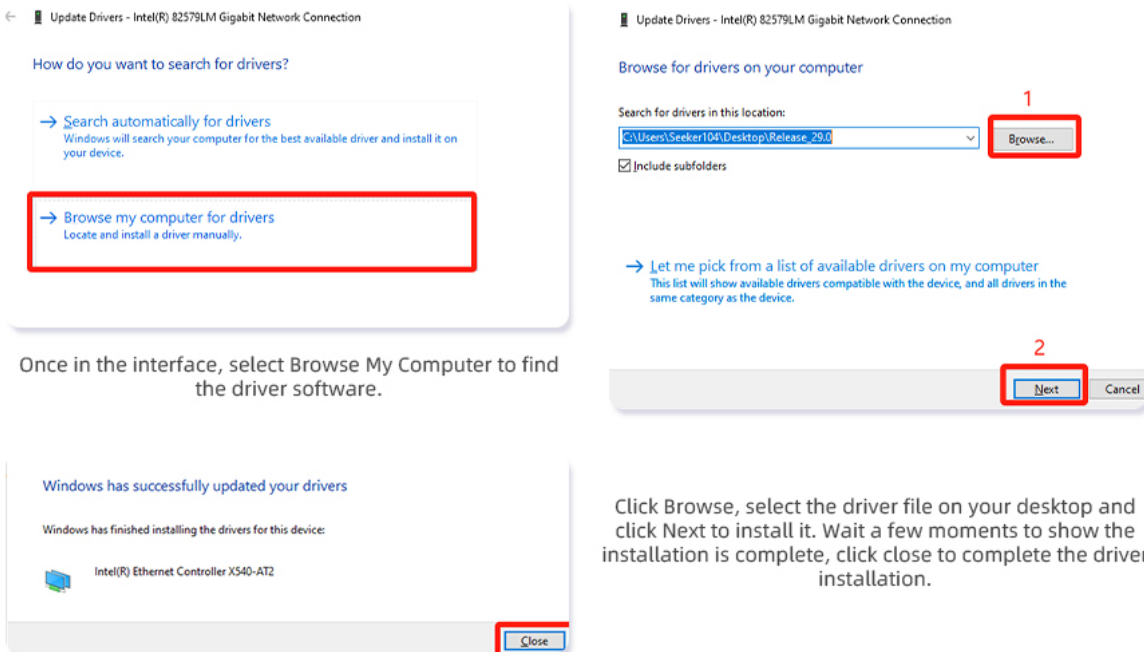 Update Drivers - Intel(R) 82579LM Gigabit Network Connection
How do you want to search for drivers?
Search automatically for drivers
Windows will search your computer for the best available driver and install it on
your device.
Browse my computer for drivers
Locate and install a driver manually.
Once in the interface, select Browse My Computer to find
the driver software.
Update Drivers - Intel(R) 82579LM Gigabit Network Connection
Browse for drivers on your computer
Search for drivers in this location:
1
C:\Users\Seeker104\Desktop\Release_29.0
Browse...
Include subfolders
Let me pick from a list of available drivers on my computer
This list will show available drivers compatible with the device, and all drivers in the
same category as the device.
2
Next
Cancel
Windows has successfully updated your drivers
Windows has finished installing the drivers for this device:
Intel(R) Ethernet Controller X540-AT2
Close
Click Browse, select the driver file on your desktop and
click Next to install it. Wait a few moments to show the
installation is complete, click close to complete the driver
installation.